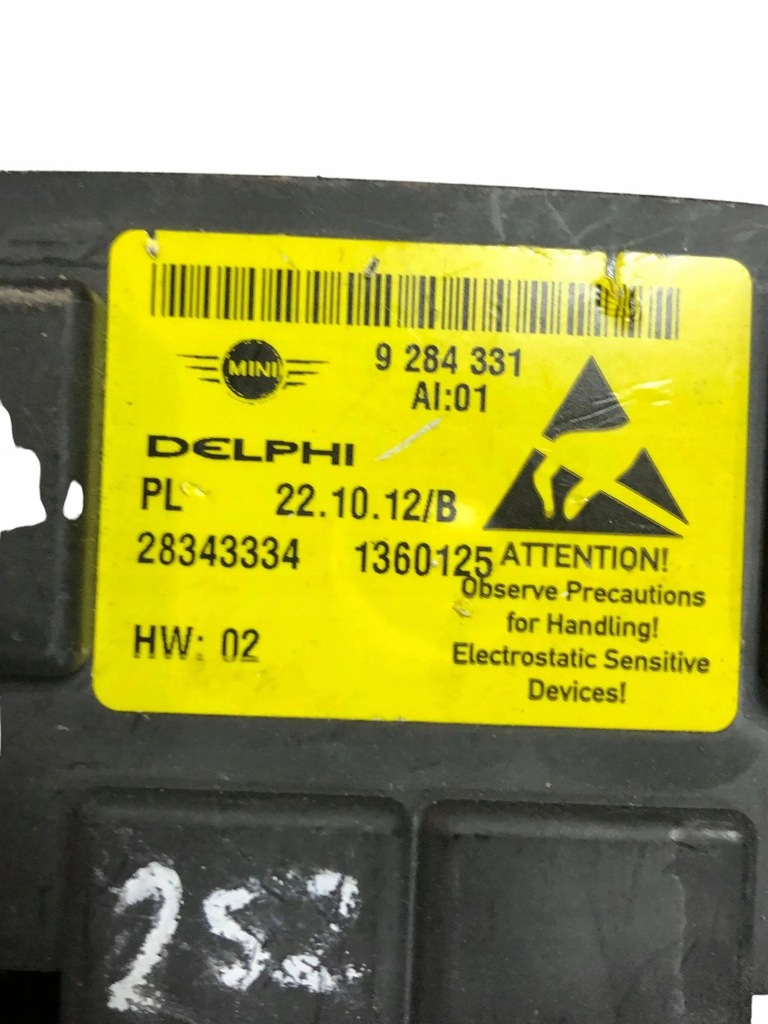 MINI
9 284 331
AI:01
DELPHI
PL 22.10.12/B
28343334 1360125
ATTENTION!
Observe Precautions
for Handling!
Electrostatic Sensitive
Devices!
HW: 02
252